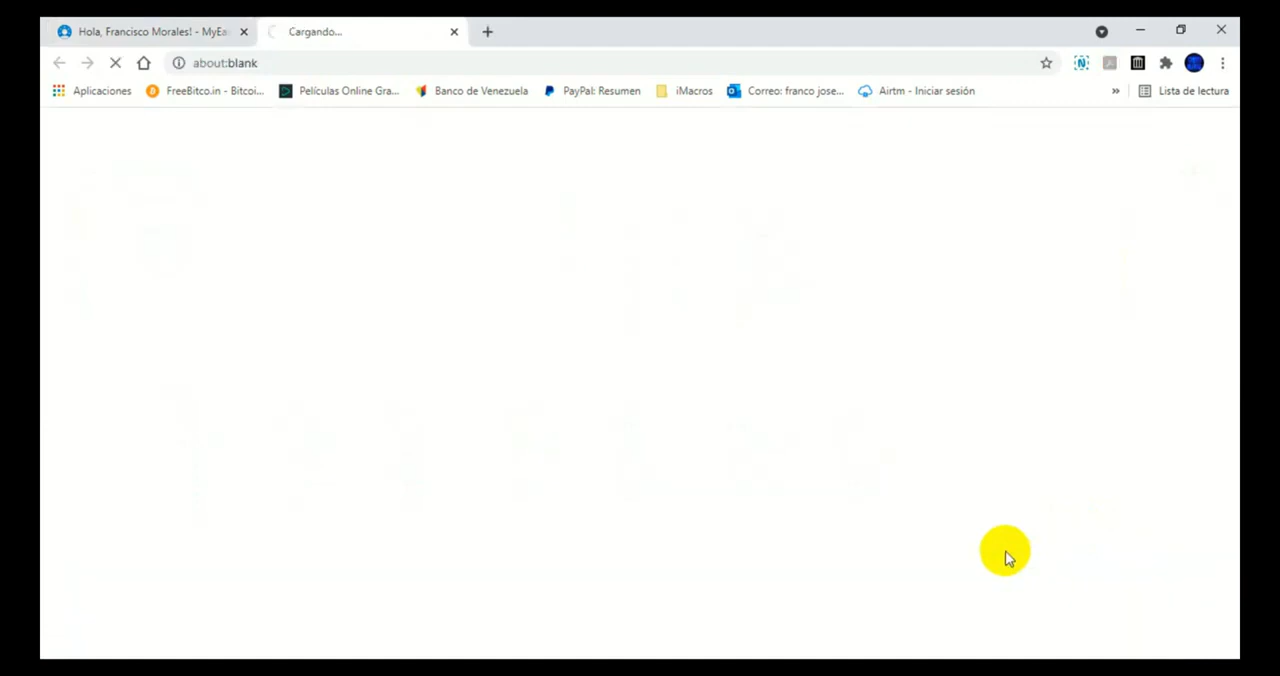 Hola, Francisco Morales! - MyEa
Cargando...
about:blank
Aplicaciones FreeBitco.in - Bitcoi... Películas Online Gra... Banco de Venezuela PayPal: Resumen iMacros Correo: franco jose... Airtm - Iniciar sesión » Lista de lectura